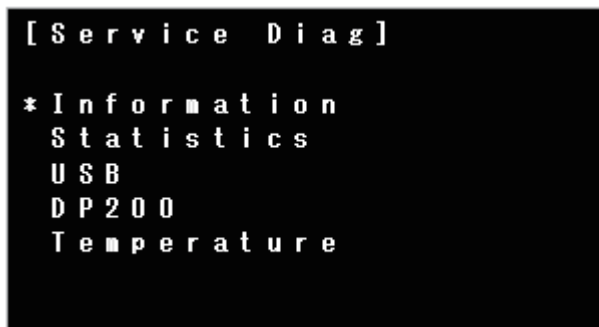 [Service Diag]
*Information
Statistics
USB
DP200
Temperature